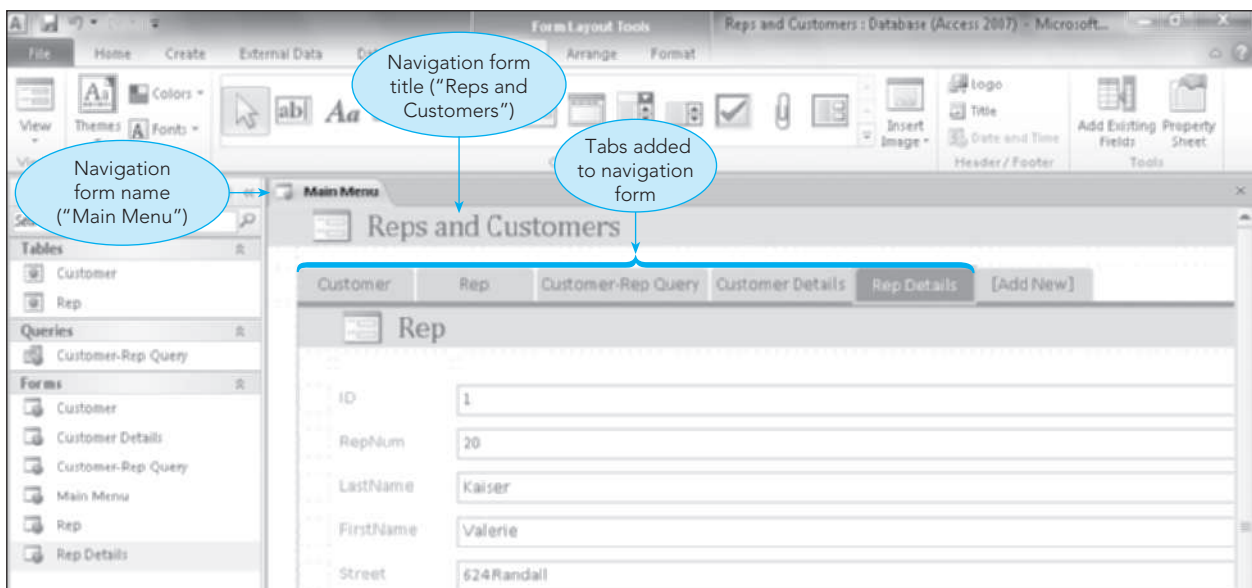 Form Layout Tools
Reps and Customers : Database (Access 2007) - Microsoft...
File Home Create External Data Arrange Format
Navigation form
title ("Reps and
Customers")
Colors
Aa
ab Aa
Logo
Title
View Themes A Fonts
Insert
Image
Date and Time
Add Existing
Fields
Property
Sheet
Header / Footer
Tools
Tabs added
to navigation
form
Navigation
form name
("Main Menu")
Main Menu
Reps and Customers
Tables
Customer
Rep
Queries
Customer-Rep Query
Forms
Customer
Customer Details
Customer-Rep Query
Main Menu
Rep
Rep Details
Customer Rep Customer-Rep Query Customer Details Rep Details [Add New]
Rep
ID 1
RepNum 20
LastName Kaiser
FirstName Valerie
Street 624Randall